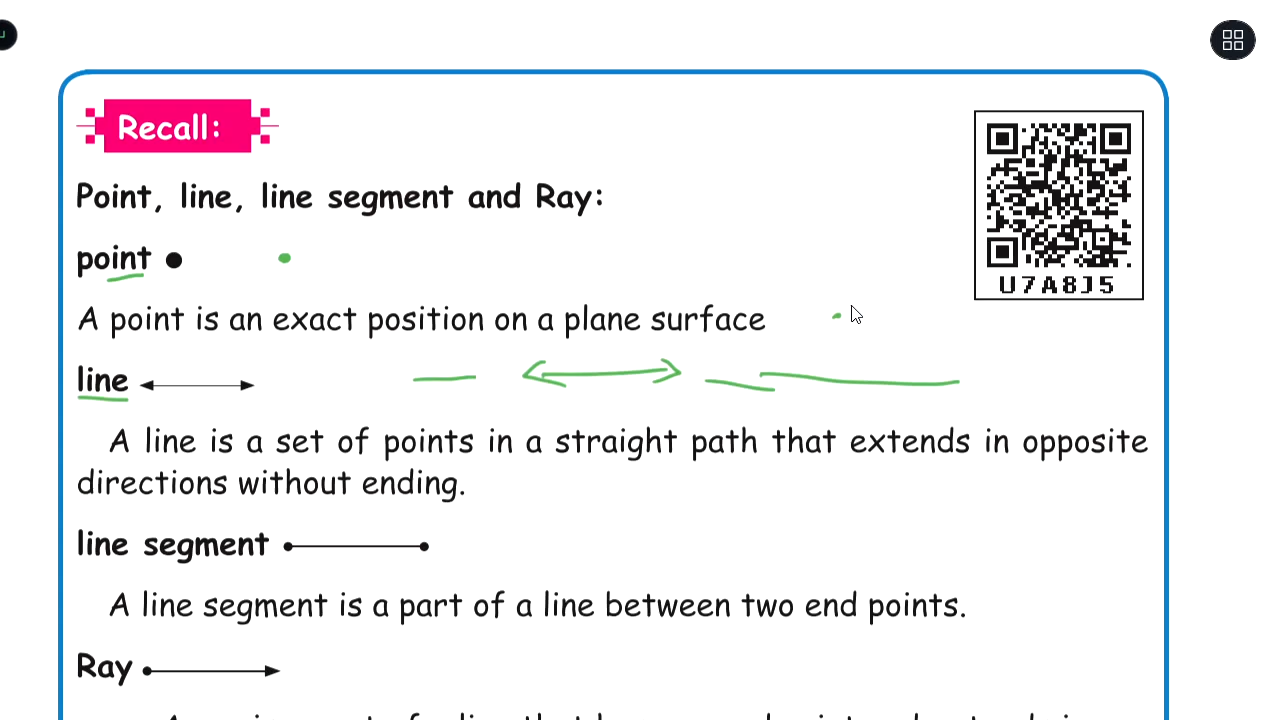 Recall:
U7A8J5
Point, line, line segment and Ray:
point
A point is an exact position on a plane surface
line
A line is a set of points in a straight path that extends in opposite
directions without ending.
line segment
A line segment is a part of a line between two end points.
Ray